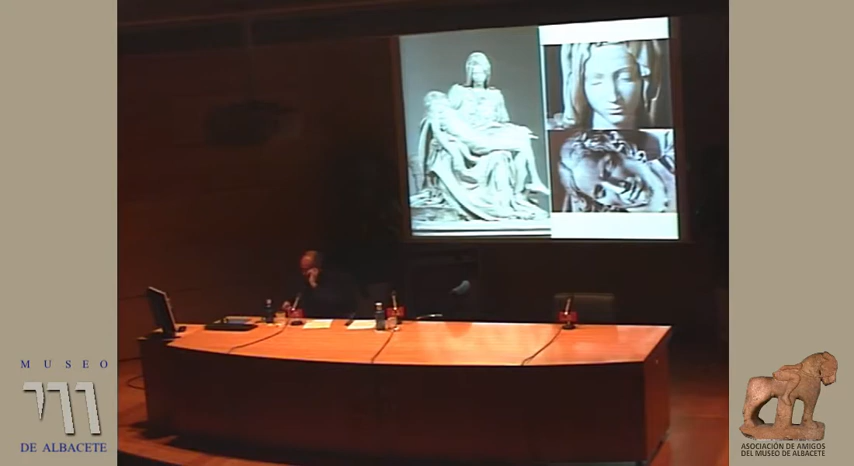 MUSEO
DE ALBACETE
ASOCIACIÓN DE AMIGOS
DEL MUSEO DE ALBACETE